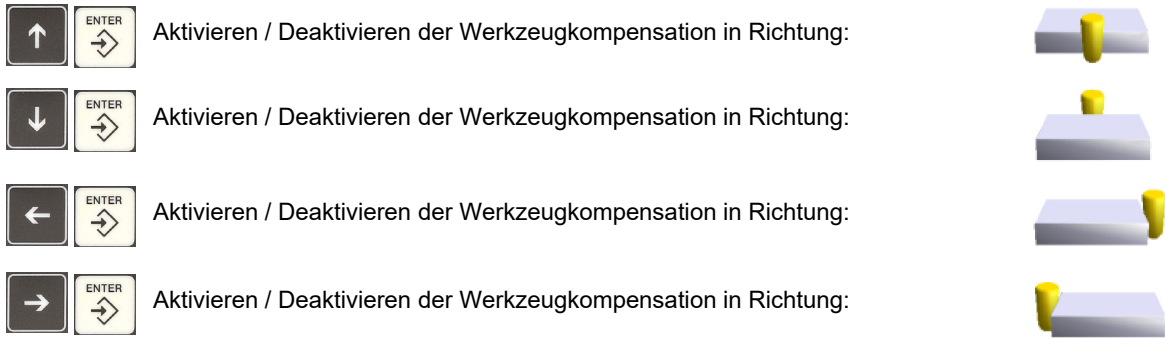 ↑ ENTER Aktivieren / Deaktivieren der Werkzeugkompensation in Richtung:
↓ ENTER Aktivieren / Deaktivieren der Werkzeugkompensation in Richtung:
← ENTER Aktivieren / Deaktivieren der Werkzeugkompensation in Richtung:
→ ENTER Aktivieren / Deaktivieren der Werkzeugkompensation in Richtung: